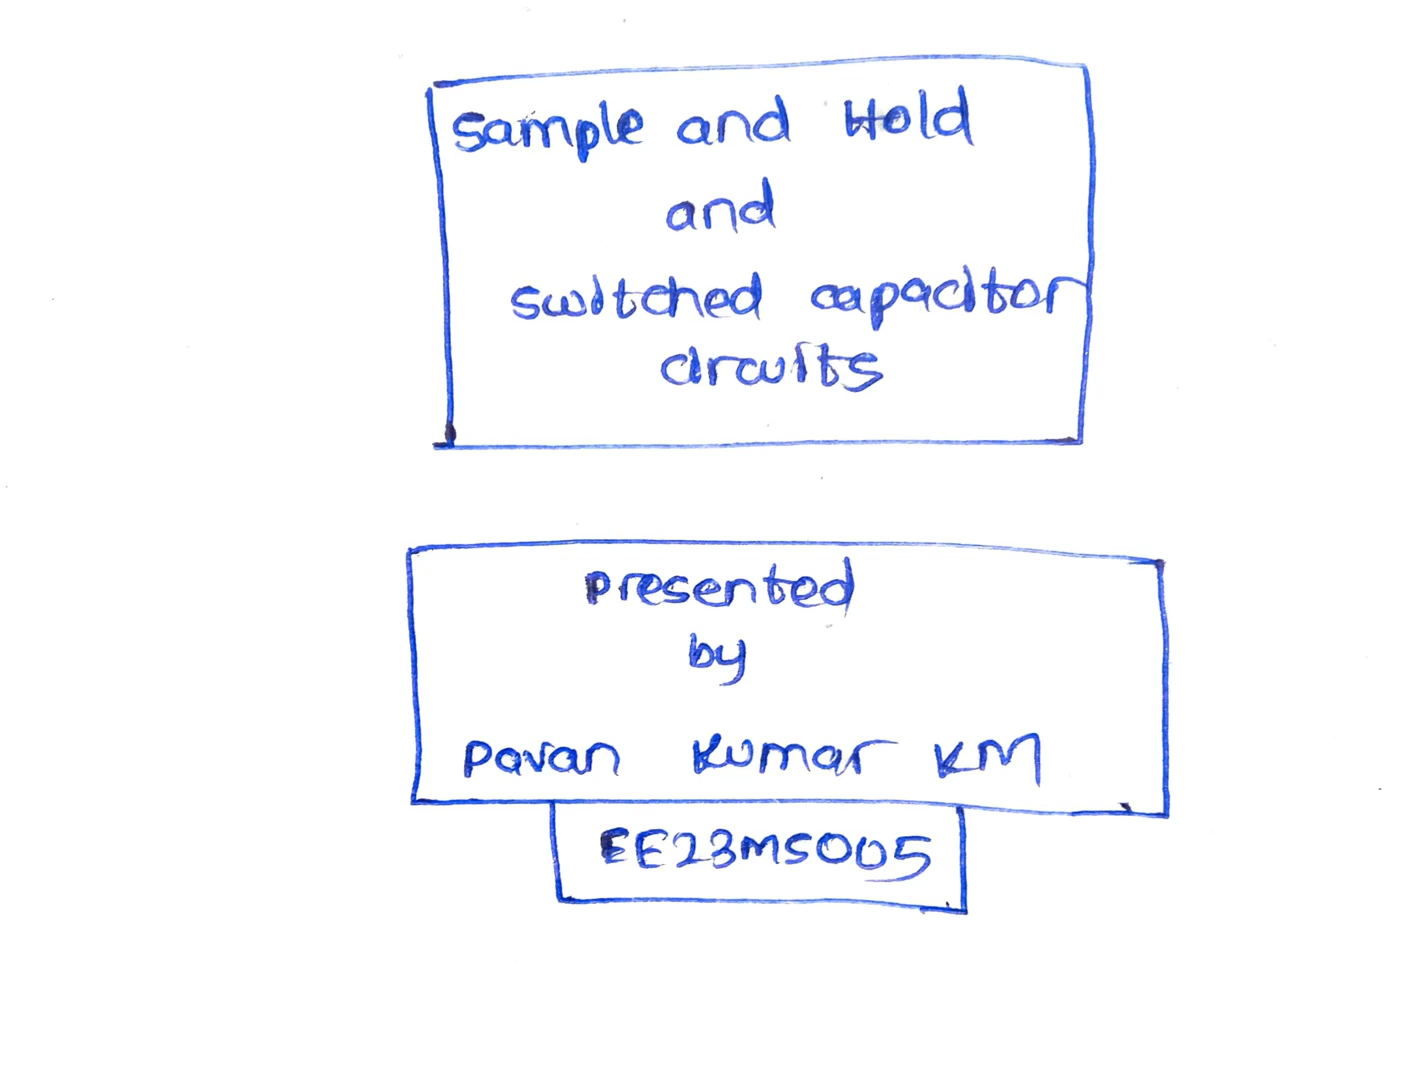 Sample and Hold
and
switched capacitor
circuits
presented
by
Pavan Kumar KM
EE23MS005